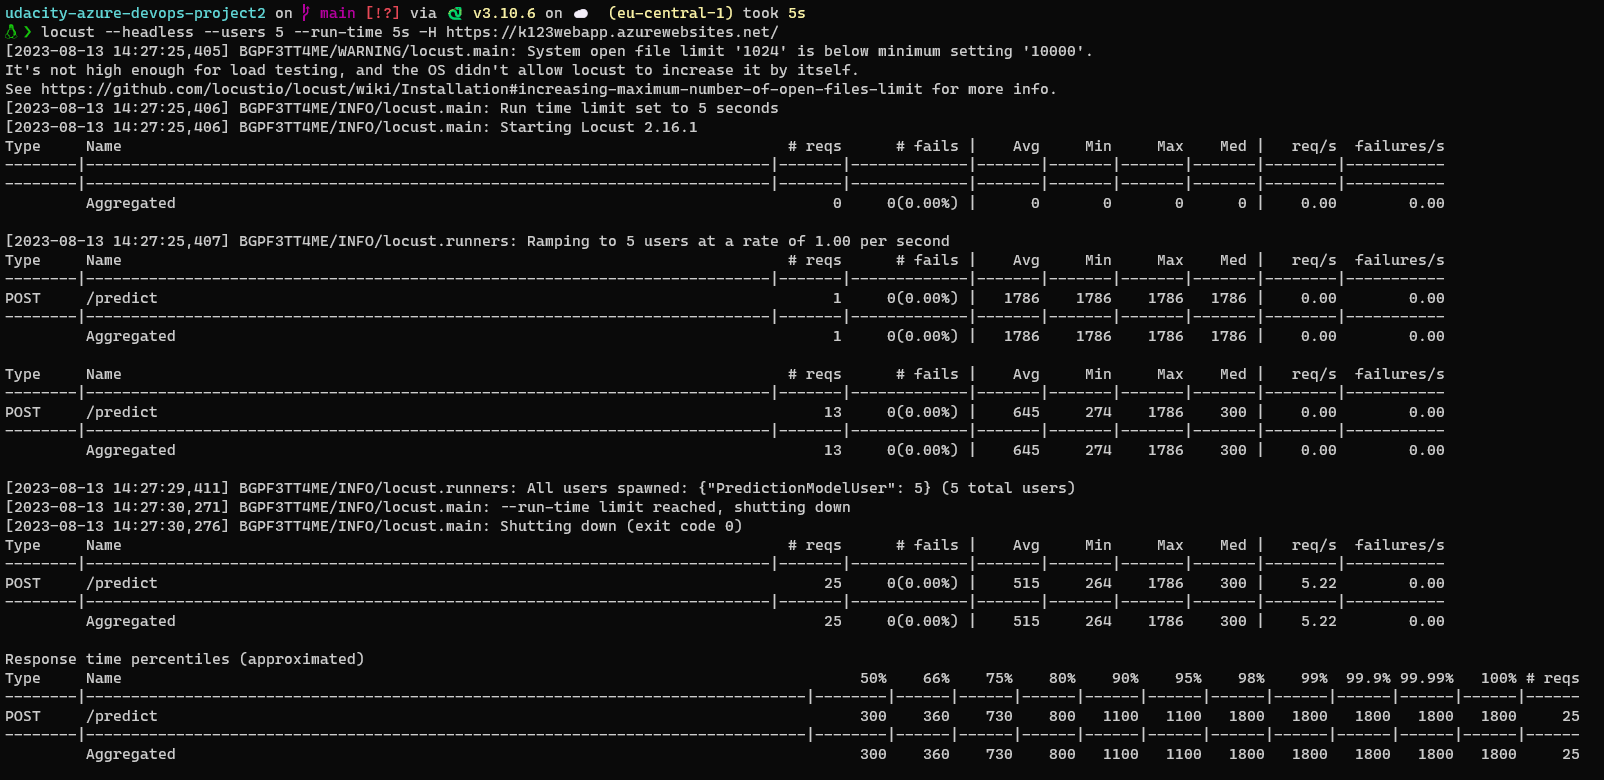 udacity-azure-devops-project2 on main [!?] via v3.10.6 on (eu-central-1) took 5s
❯ locust --headless --users 5 --run-time 5s -H https://k123webapp.azurewebsites.net/
[2023-08-13 14:27:25,405] BGPF3TT4ME/WARNING/locust.main: System open file limit '1024' is below minimum setting '10000'.
It's not high enough for load testing, and the OS didn't allow locust to increase it by itself.
See https://github.com/locustio/locust/wiki/Installation#increasing-maximum-number-of-open-files-limit for more info.
[2023-08-13 14:27:25,406] BGPF3TT4ME/INFO/locust.main: Run time limit set to 5 seconds
[2023-08-13 14:27:25,406] BGPF3TT4ME/INFO/locust.main: Starting Locust 2.16.1
Type Name # reqs # fails | Avg Min Max Med | req/s failures/s
--------|----------------------------------------------------------------------------|-------|-------------|-------|-------|-------|-------|--------|-----------
--------|----------------------------------------------------------------------------|-------|-------------|-------|-------|-------|-------|--------|-----------
Aggregated 0 0(0.00%) | 0 0 0 0 | 0.00 0.00
[2023-08-13 14:27:25,407] BGPF3TT4ME/INFO/locust.runners: Ramping to 5 users at a rate of 1.00 per second
Type Name # reqs # fails | Avg Min Max Med | req/s failures/s
--------|----------------------------------------------------------------------------|-------|-------------|-------|-------|-------|-------|--------|-----------
POST /predict 1 0(0.00%) | 1786 1786 1786 1786 | 0.00 0.00
--------|----------------------------------------------------------------------------|-------|-------------|-------|-------|-------|-------|--------|-----------
Aggregated 1 0(0.00%) | 1786 1786 1786 1786 | 0.00 0.00
Type Name # reqs # fails | Avg Min Max Med | req/s failures/s
--------|----------------------------------------------------------------------------|-------|-------------|-------|-------|-------|-------|--------|-----------
POST /predict 13 0(0.00%) | 645 274 1786 300 | 0.00 0.00
--------|----------------------------------------------------------------------------|-------|-------------|-------|-------|-------|-------|--------|-----------
Aggregated 13 0(0.00%) | 645 274 1786 300 | 0.00 0.00
[2023-08-13 14:27:29,411] BGPF3TT4ME/INFO/locust.runners: All users spawned: {"PredictionModelUser": 5} (5 total users)
[2023-08-13 14:27:30,271] BGPF3TT4ME/INFO/locust.main: --run-time limit reached, shutting down
[2023-08-13 14:27:30,276] BGPF3TT4ME/INFO/locust.main: Shutting down (exit code 0)
Type Name # reqs # fails | Avg Min Max Med | req/s failures/s
--------|----------------------------------------------------------------------------|-------|-------------|-------|-------|-------|-------|--------|-----------
POST /predict 25 0(0.00%) | 515 264 1786 300 | 5.22 0.00
--------|----------------------------------------------------------------------------|-------|-------------|-------|-------|-------|-------|--------|-----------
Aggregated 25 0(0.00%) | 515 264 1786 300 | 5.22 0.00
Response time percentiles (approximated)
Type Name 50% 66% 75% 80% 90% 95% 98% 99% 99.9% 99.99% 100% # reqs
--------|--------------------------------------------------------------------------------|--------|------|------|------|------|------|------|------|------|------|------|------
POST /predict 300 360 730 800 1100 1100 1800 1800 1800 1800 1800 25
--------|--------------------------------------------------------------------------------|--------|------|------|------|------|------|------|------|------|------|------|------
Aggregated 300 360 730 800 1100 1100 1800 1800 1800 1800 1800 25